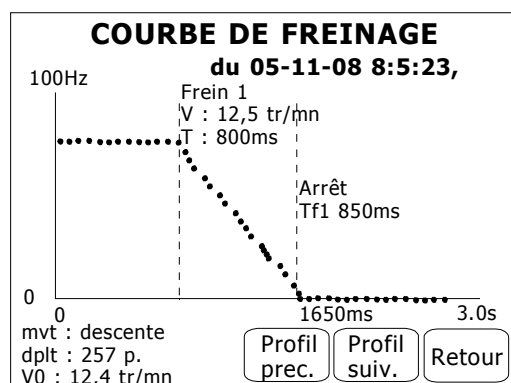 COURBE DE FREINAGE
du 05-11-08 8:5:23,
100Hz
Frein 1
V : 12,5 tr/mn
T : 800ms
Arrêt
Tf1 850ms
0
0
1650ms
3.0s
mvt : descente
dplt : 257 p.
V0 : 12,4 tr/mn
Profil
prec.
Profil
suiv.
Retour